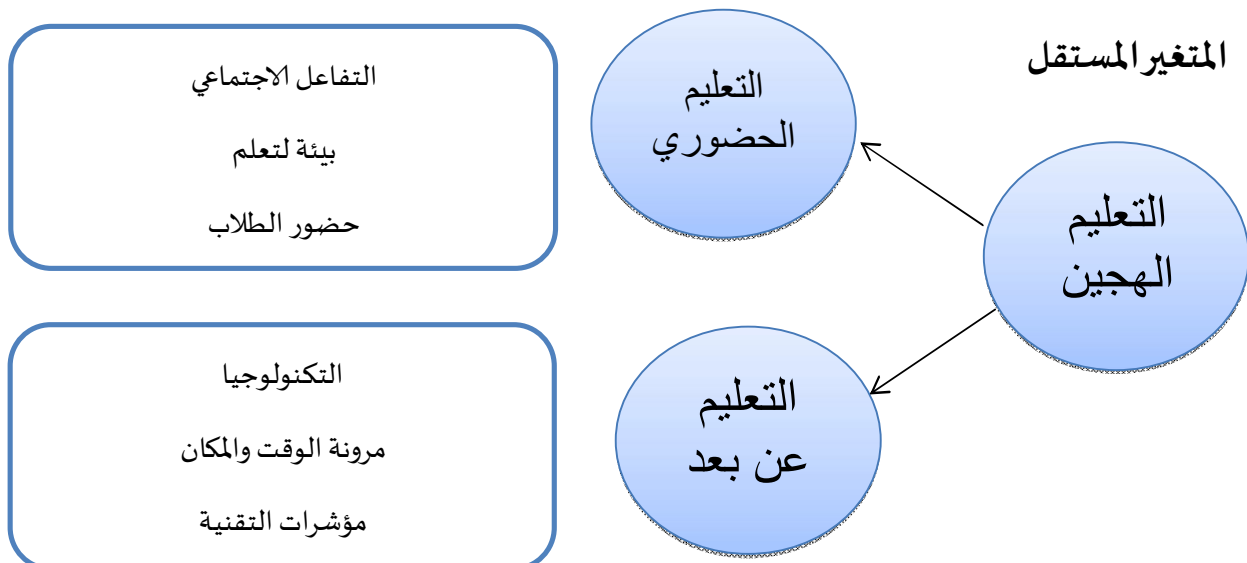 المتغير المستقل
التعليم
الهجين
التعليم
الحضوري
التفاعل الاجتماعي
بيئة لتعلم
حضور الطلاب
التعليم
عن بعد
التكنولوجيا
مرونة الوقت والمكان
مؤشرات التقنية